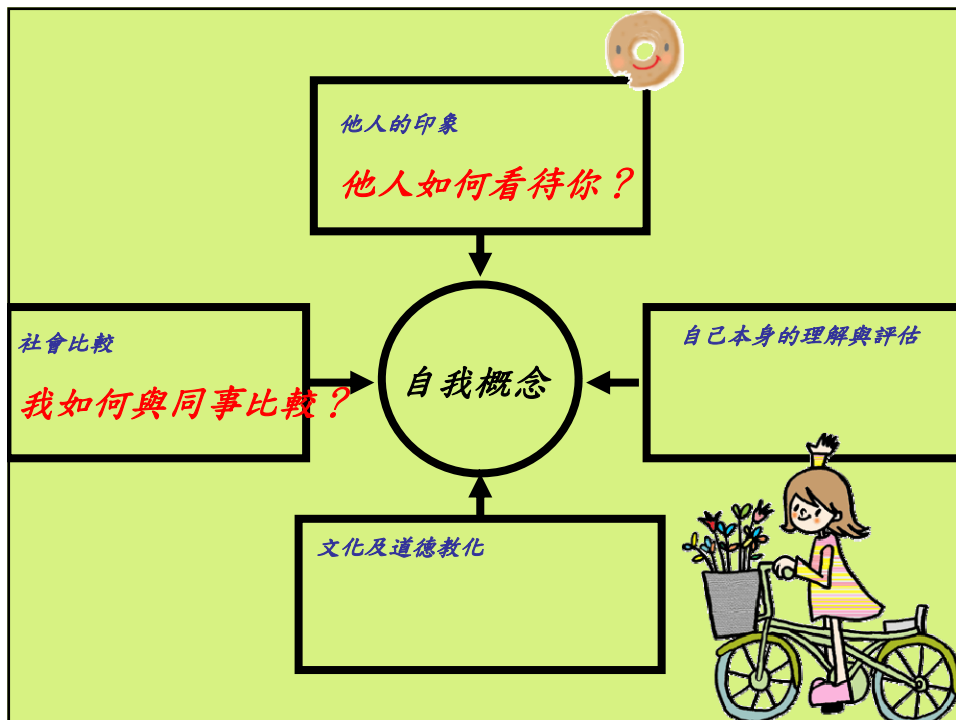 他人的印象
他人如何看待你？
社會比較
我如何與同事比較？
自我概念
自己本身的理解與評估
文化及道德教化